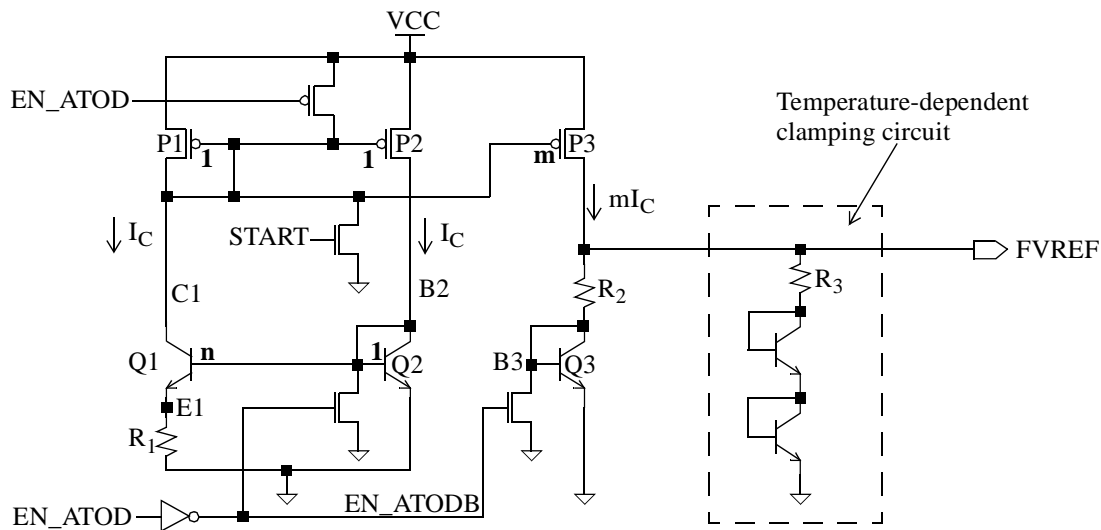 VCC
EN_ATOD
Temperature-dependent
clamping circuit
P1
1
1
P2
m
P3
I_C
START
I_C
mI_C
FVREF
R_3
C1
B2
R_2
Q1
n
1
Q2
B3
Q3
E1
R_1
EN_ATOD
EN_ATODB